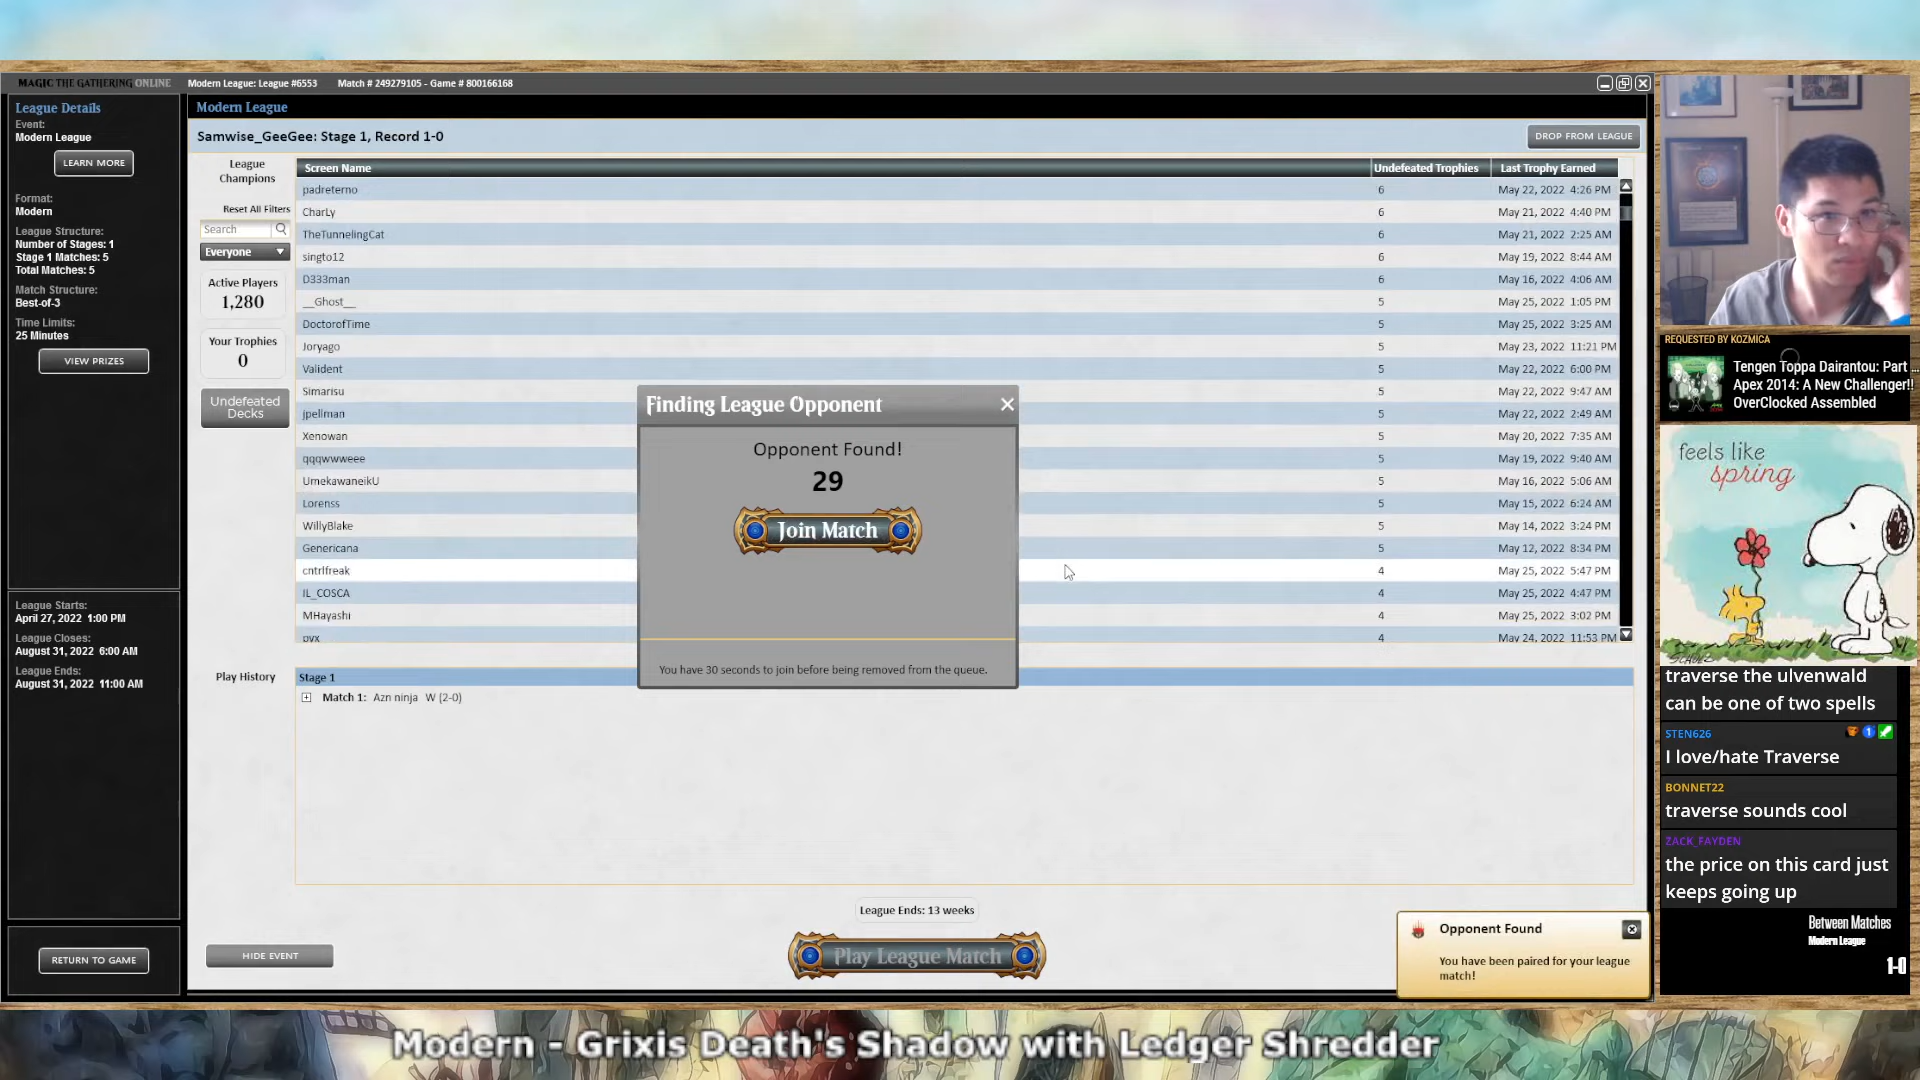 MAGIC THE GATHERING ONLINE
Modern League: League #6553
Match # 249279105 - Game # 800166168
League Details
Event:
Modern League
LEARN MORE
Format:
Modern
League Structure:
Number of Stages: 1
Stage 1 Matches: 5
Total Matches: 5
Match Structure:
Best-of-3
Time Limits:
25 Minutes
VIEW PRIZES
League Starts:
April 27, 2022 1:00 PM
League Closes:
August 31, 2022 6:00 AM
League Ends:
August 31, 2022 11:00 AM
RETURN TO GAME
Modern League
Samwise_GeeGee: Stage 1, Record 1-0
DROP FROM LEAGUE
League
Champions
Reset All Filters
Search
Everyone
Active Players
1,280
Your Trophies
0
Undefeated
Decks
Screen Name Undefeated Trophies Last Trophy Earned
padreterno 6 May 22, 2022 4:26 PM
CharLy 6 May 21, 2022 4:40 PM
TheTunnelingCat 6 May 21, 2022 2:25 AM
singto12 6 May 19, 2022 8:44 AM
D333man 6 May 16, 2022 4:06 AM
__Ghost__ 5 May 25, 2022 1:05 PM
DoctorofTime 5 May 25, 2022 3:25 AM
Joryago 5 May 23, 2022 11:21 PM
Valident 5 May 22, 2022 6:00 PM
Simarisu 5 May 22, 2022 9:47 AM
jpellman 5 May 22, 2022 2:49 AM
Xenowan 5 May 20, 2022 7:35 AM
qqqwwweee 5 May 19, 2022 9:40 AM
UmekawaneikU 5 May 16, 2022 5:06 AM
Lorenss 5 May 15, 2022 6:24 AM
WillyBlake 5 May 14, 2022 3:24 PM
Genericana 5 May 12, 2022 8:34 PM
cntrlfreak 4 May 25, 2022 5:47 PM
IL_COSCA 4 May 25, 2022 4:47 PM
MHayashi 4 May 25, 2022 3:02 PM
pyx 4 May 24, 2022 11:53 PM
Finding League Opponent
Opponent Found!
29
Join Match
You have 30 seconds to join before being removed from the queue.
Play History
Stage 1
Match 1: Azn ninja W (2-0)
League Ends: 13 weeks
HIDE EVENT
Play League Match
Opponent Found
You have been paired for your league
match!
REQUESTED BY KOZMICA
Tengen Toppa Dairantou: Part ...
Apex 2014: A New Challenger!!
OverClocked Assembled
feels like
spring
SCHULZ
traverse the ulvenwald
can be one of two spells
STEN626
I love/hate Traverse
BONNET22
traverse sounds cool
ZACK_FAYDEN
the price on this card just
keeps going up
Between Matches
Modern League
1-0
Modern - Grixis Death's Shadow with Ledger Shredder